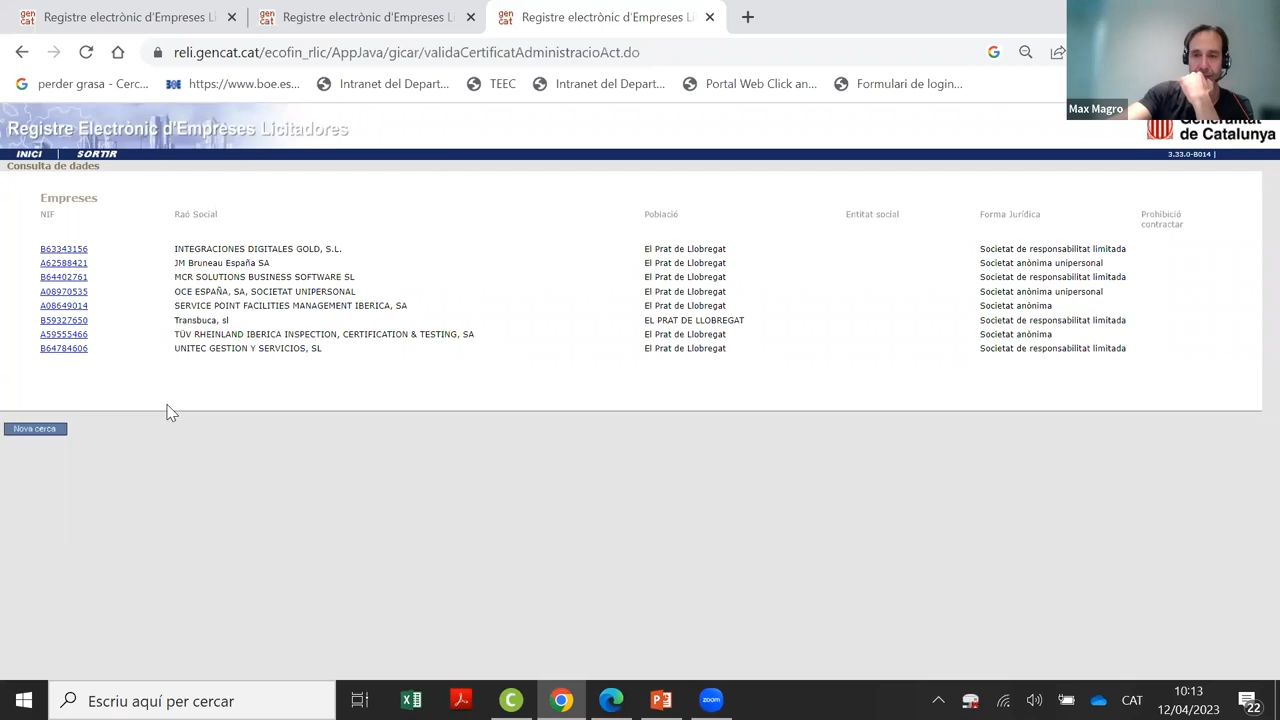 Registre electrònic d'Empreses Li
Registre electrònic d'Empreses Li
Registre electrònic d'Empreses Li
reli.gencat.cat/ecofin_rlic/AppJava/gicar/validaCertificatAdministracioAct.do
perder grasa - Cerc...
https://www.boe.es...
Intranet del Depart...
TEEC
Intranet del Depart...
Portal Web Click an...
Formulari de login...
Max Magro
Registre Electrònic d'Empreses Licitadores
Generalitat
de Catalunya
INICI | SORTIR
3.33.0-B014 |
Consulta de dades
Empreses
NIF Raó Social Població Entitat social Forma Jurídica Prohibició contractar
B63343156 INTEGRACIONES DIGITALES GOLD, S.L. El Prat de Llobregat Societat de responsabilitat limitada
A62588421 JM Bruneau España SA El Prat de Llobregat Societat anònima unipersonal
B64402761 MCR SOLUTIONS BUSINESS SOFTWARE SL El Prat de Llobregat Societat de responsabilitat limitada
A08970535 OCE ESPAÑA, SA, SOCIETAT UNIPERSONAL El Prat de Llobregat Societat anònima unipersonal
A08649014 SERVICE POINT FACILITIES MANAGEMENT IBERICA, SA El Prat de Llobregat Societat anònima
B59327650 Transbuca, sl EL PRAT DE LLOBREGAT Societat de responsabilitat limitada
A59555466 TÜV RHEINLAND IBERICA INSPECTION, CERTIFICATION & TESTING, SA El Prat de Llobregat Societat anònima
B64784606 UNITEC GESTION Y SERVICIOS, SL El Prat de Llobregat Societat de responsabilitat limitada
Nova cerca
Escriu aquí per cercar
zoom
CAT
10:13
12/04/2023
22